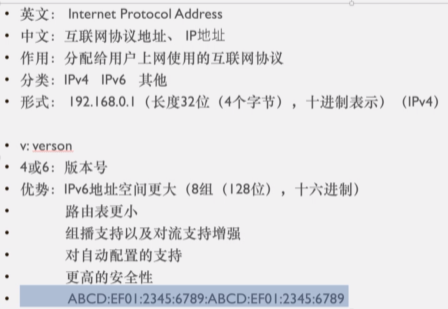 • 英文： Internet Protocol Address
• 中文：互联网协议地址、 IP地址
• 作用：分配给用户上网使用的互联网协议
• 分类：IPv4 IPv6 其他
• 形式： 192.168.0.1（长度32位（4个字节），十进制表示）（IPv4）
• v: verson
• 4或6：版本号
• 优势：IPv6地址空间更大（8组（128位），十六进制）
• 路由表更小
• 组播支持以及对流支持增强
• 对自动配置的支持
• 更高的安全性
• ABCD:EF01:2345:6789:ABCD:EF01:2345:6789